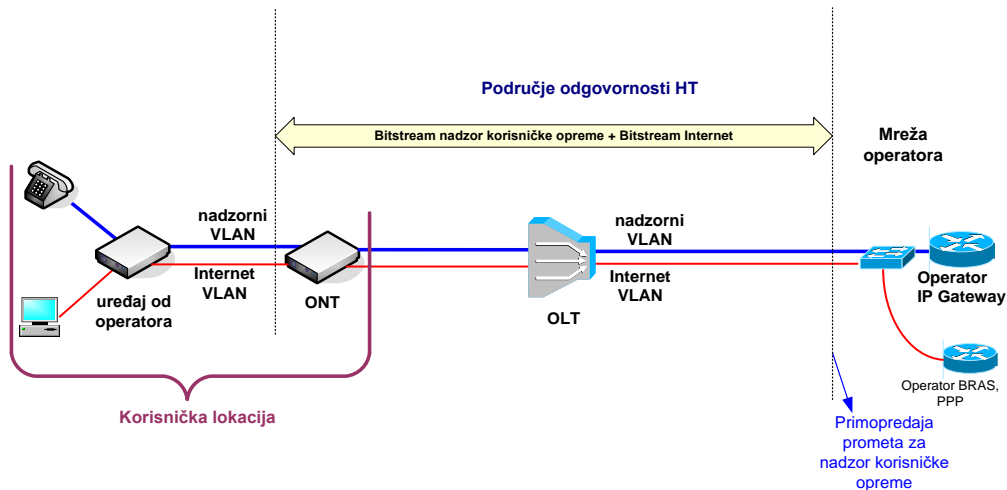 Područje odgovornosti HT
Bitstream nadzor korisničke opreme + Bitstream Internet
Mreža
operatora
nadzorni
VLAN
Internet
VLAN
uređaj od
operatora
ONT
OLT
nadzorni
VLAN
Internet
VLAN
Operator
IP Gateway
Operator BRAS,
PPP
Korisnička lokacija
Primopredaja
prometa za
nadzor korisničke
opreme